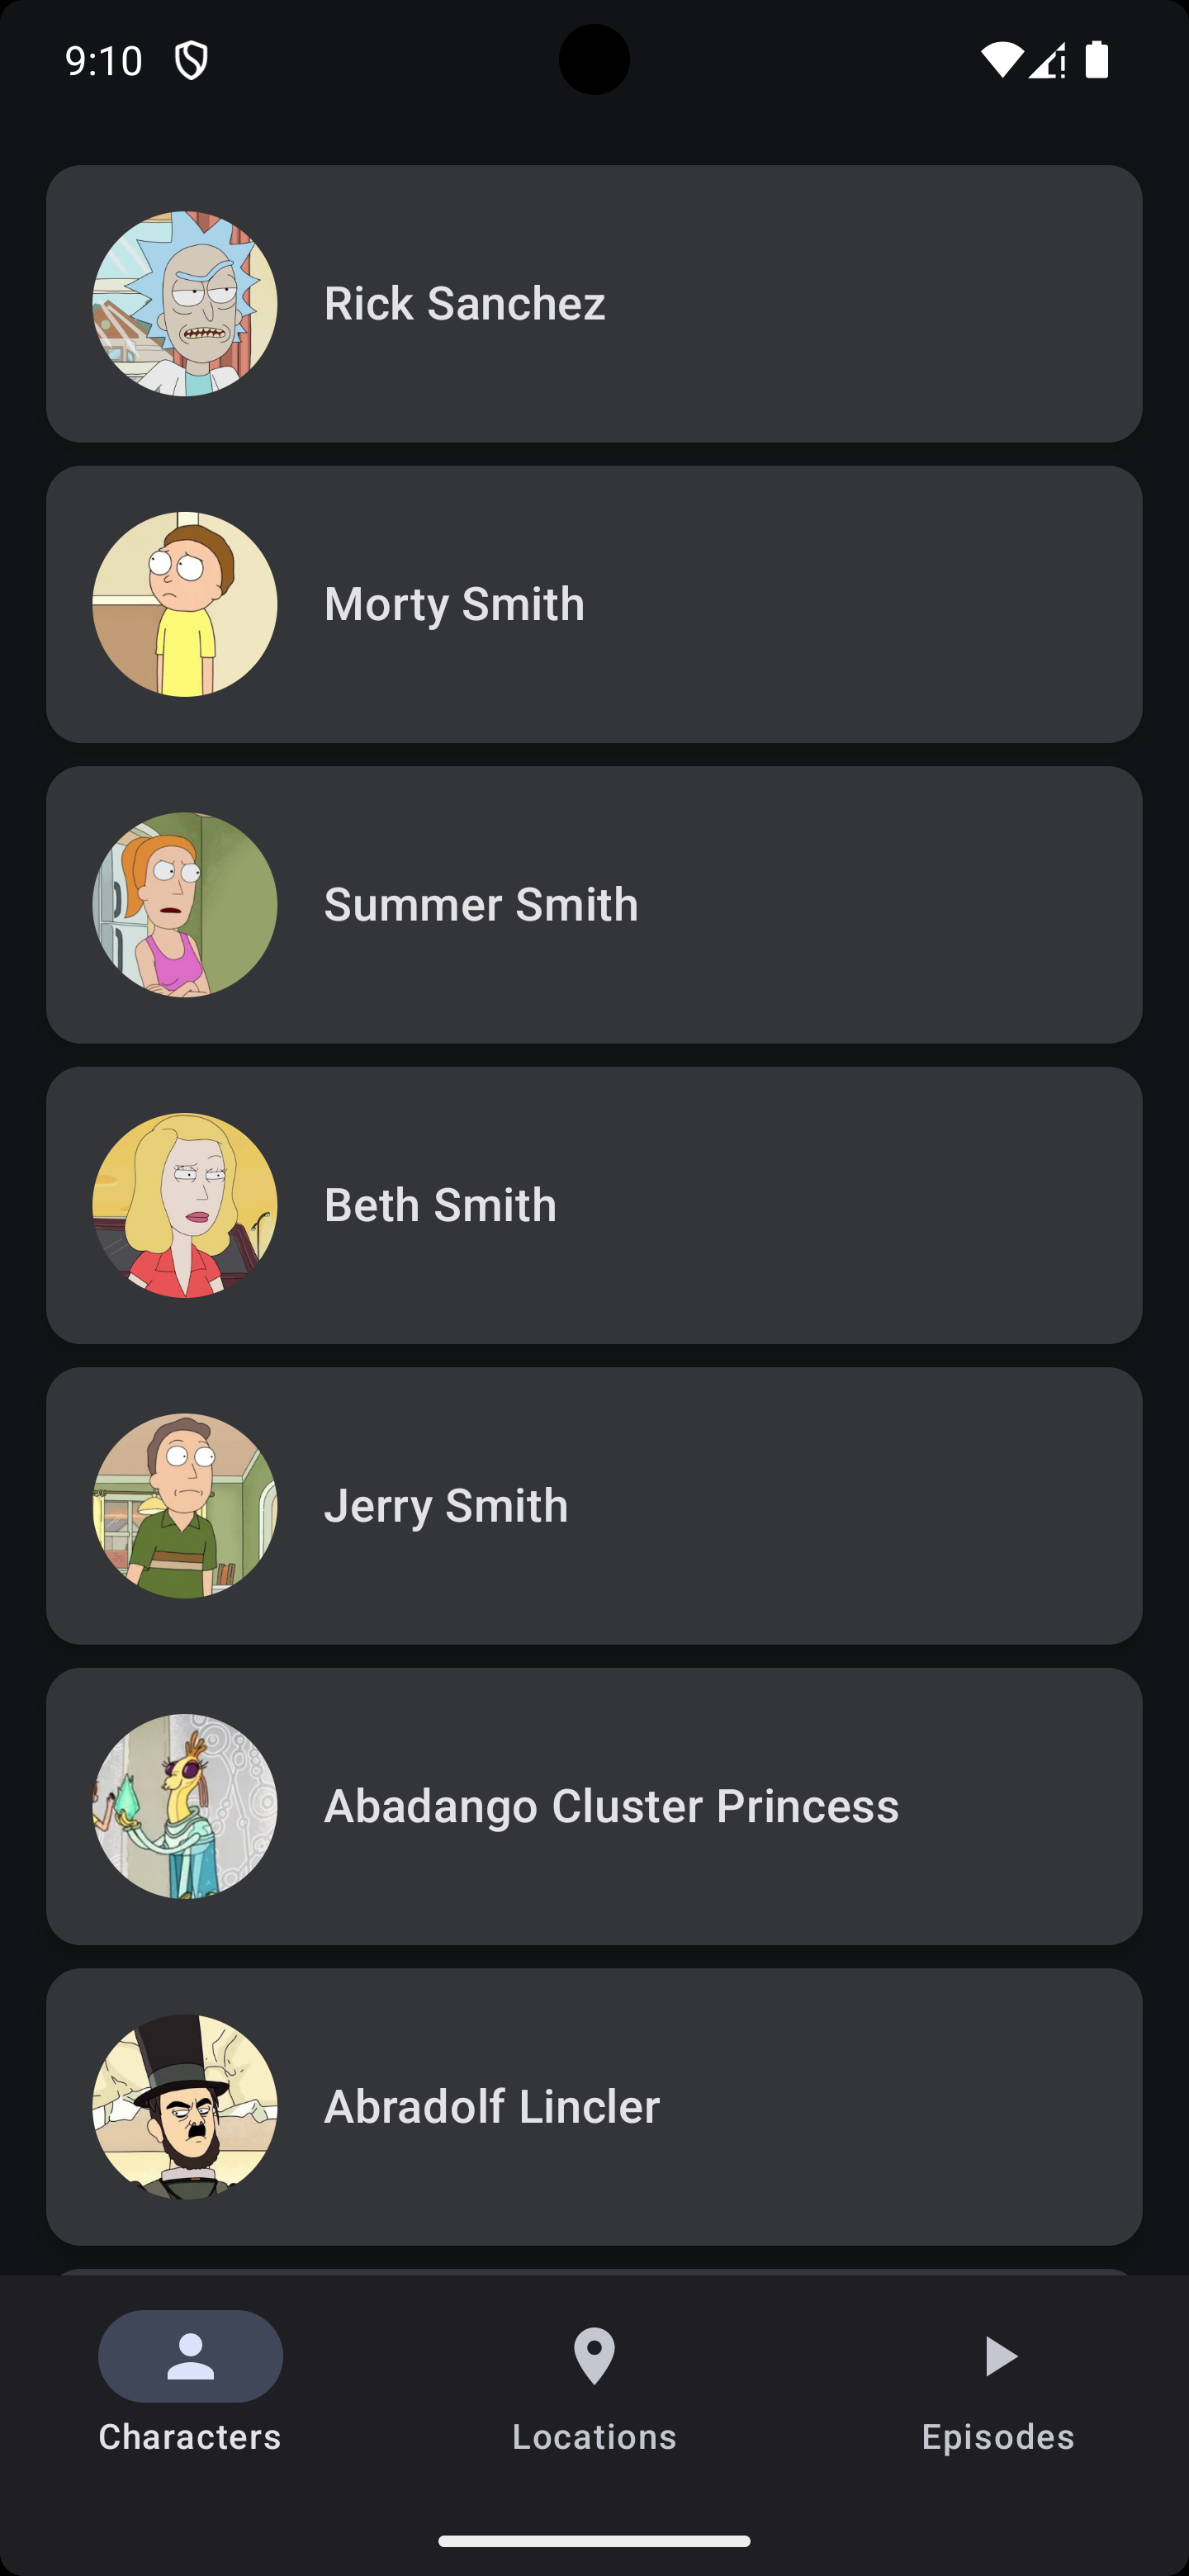 9:10
Rick Sanchez
Morty Smith
Summer Smith
Beth Smith
Jerry Smith
Abadango Cluster Princess
Abradolf Lincler
Characters
Locations
Episodes